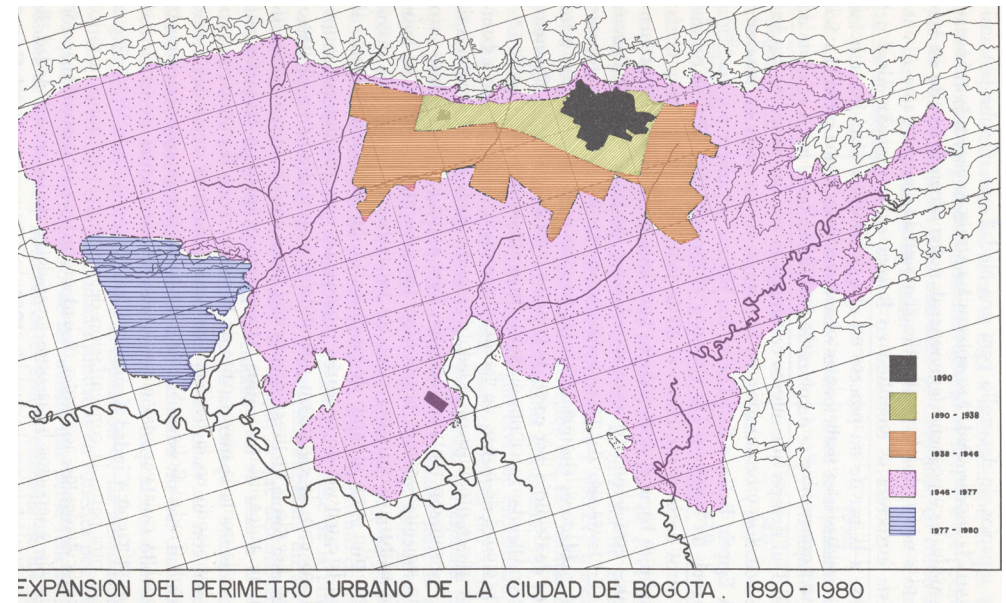 1890
1890 - 1938
1938 - 1946
1946 - 1977
1977 - 1980
EXPANSION DEL PERIMETRO URBANO DE LA CIUDAD DE BOGOTA. 1890 - 1980